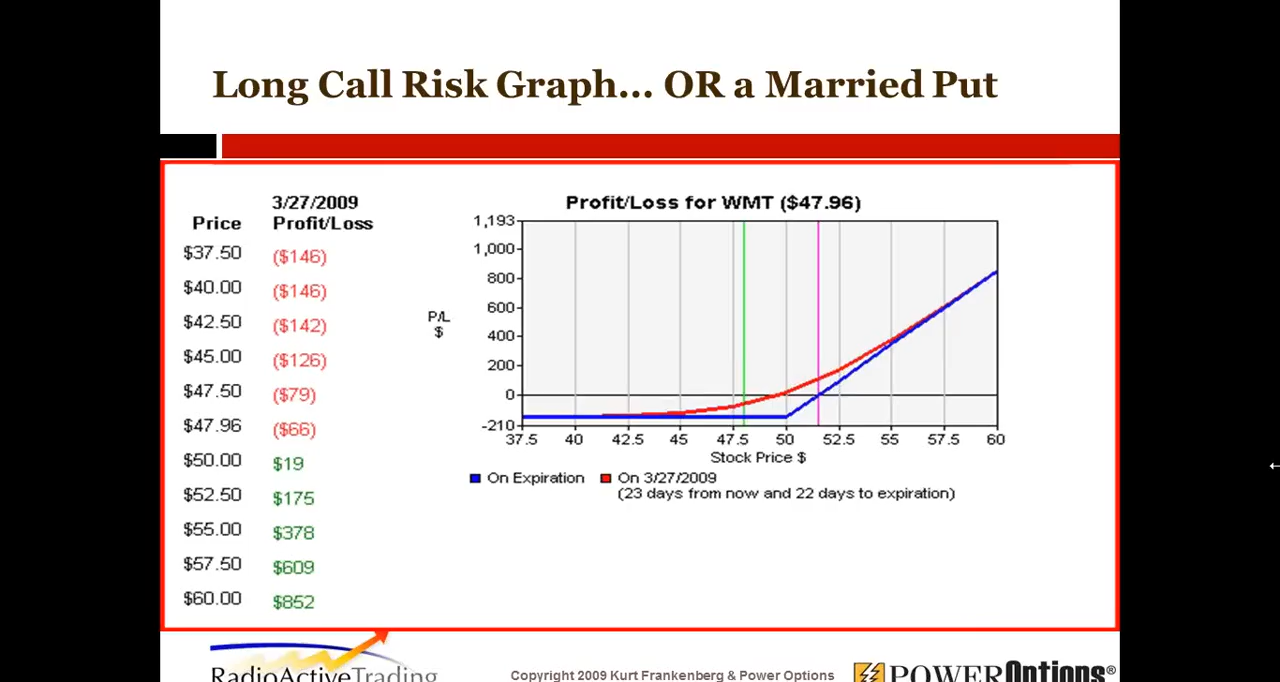 Long Call Risk Graph... OR a Married Put
3/27/2009
Price Profit/Loss
$37.50 ($146)
$40.00 ($146)
$42.50 ($142)
$45.00 ($126)
$47.50 ($79)
$47.96 ($66)
$50.00 $19
$52.50 $175
$55.00 $378
$57.50 $609
$60.00 $852
Profit/Loss for WMT ($47.96)
1,193
1,000
800
600
400
200
0
-210
P/L
$
37.5 40 42.5 45 47.5 50 52.5 55 57.5 60
Stock Price $
On Expiration On 3/27/2009
(23 days from now and 22 days to expiration)
RadioActiveTrading
Copyright 2009 Kurt Frankenberg & Power Options
POWEROptions®